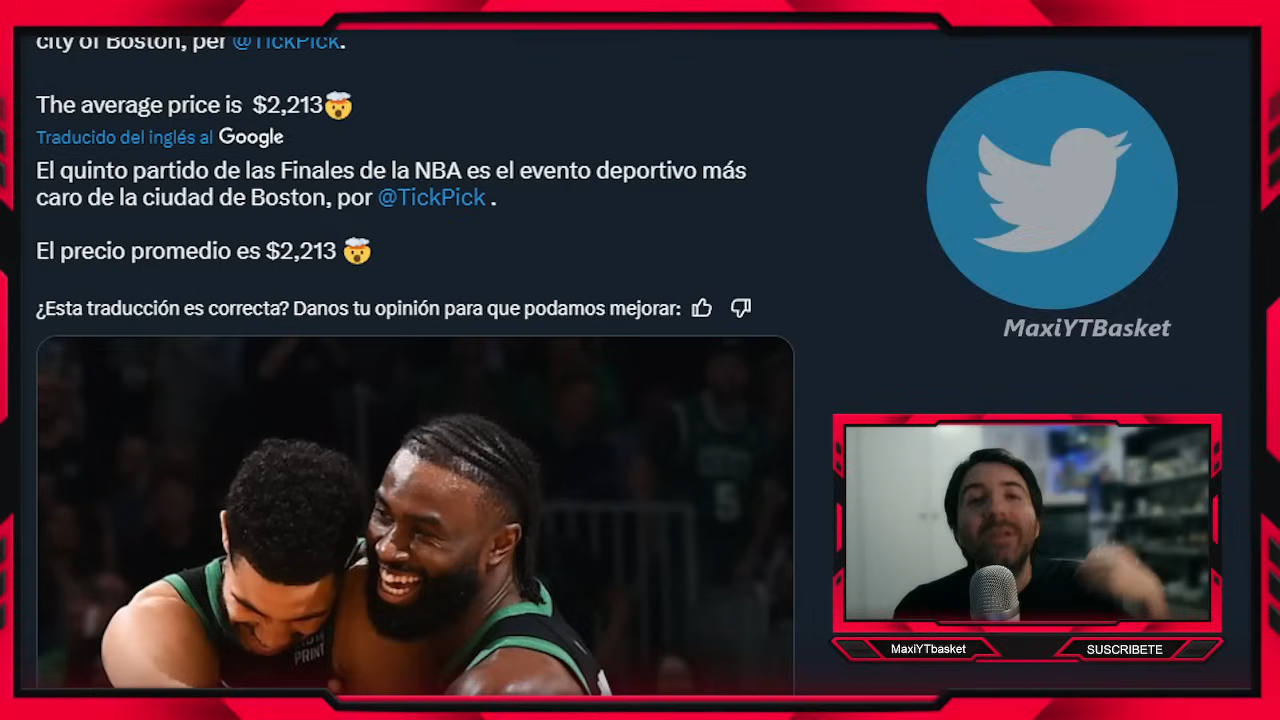 city of Boston, per @TickPick.
The average price is $2,213🤯
Traducido del inglés al Google
El quinto partido de las Finales de la NBA es el evento deportivo más
caro de la ciudad de Boston, por @TickPick .
El precio promedio es $2,213 🤯
¿Esta traducción es correcta? Danos tu opinión para que podamos mejorar:
MaxiYTBasket
5
PRINT
MaxiYTbasket
SUSCRIBETE